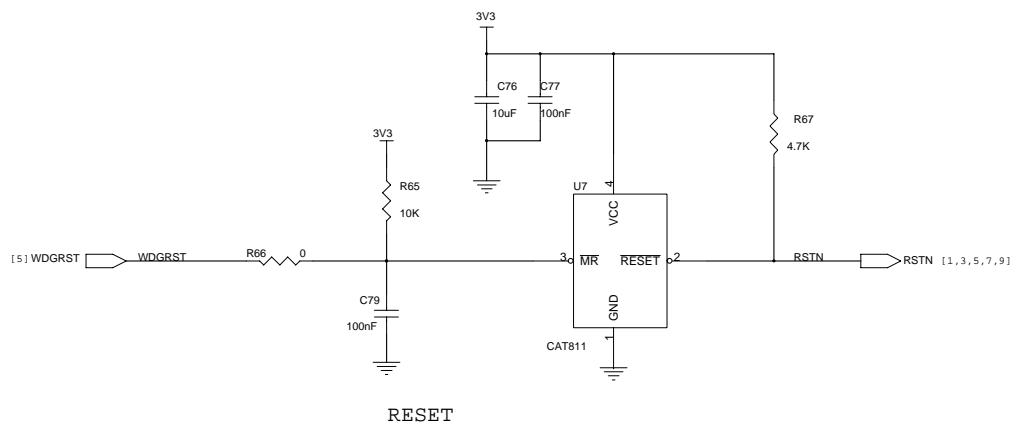 3V3
C76
C77
10uF
100nF
R67
4.7K
3V3
R65
10K
U7
4
VCC
[5] WDGRST
WDGRST
R66
0
3
MR
RESET
2
RSTN
RSTN [1,3,5,7,9]
C79
100nF
GND
1
CAT811
RESET